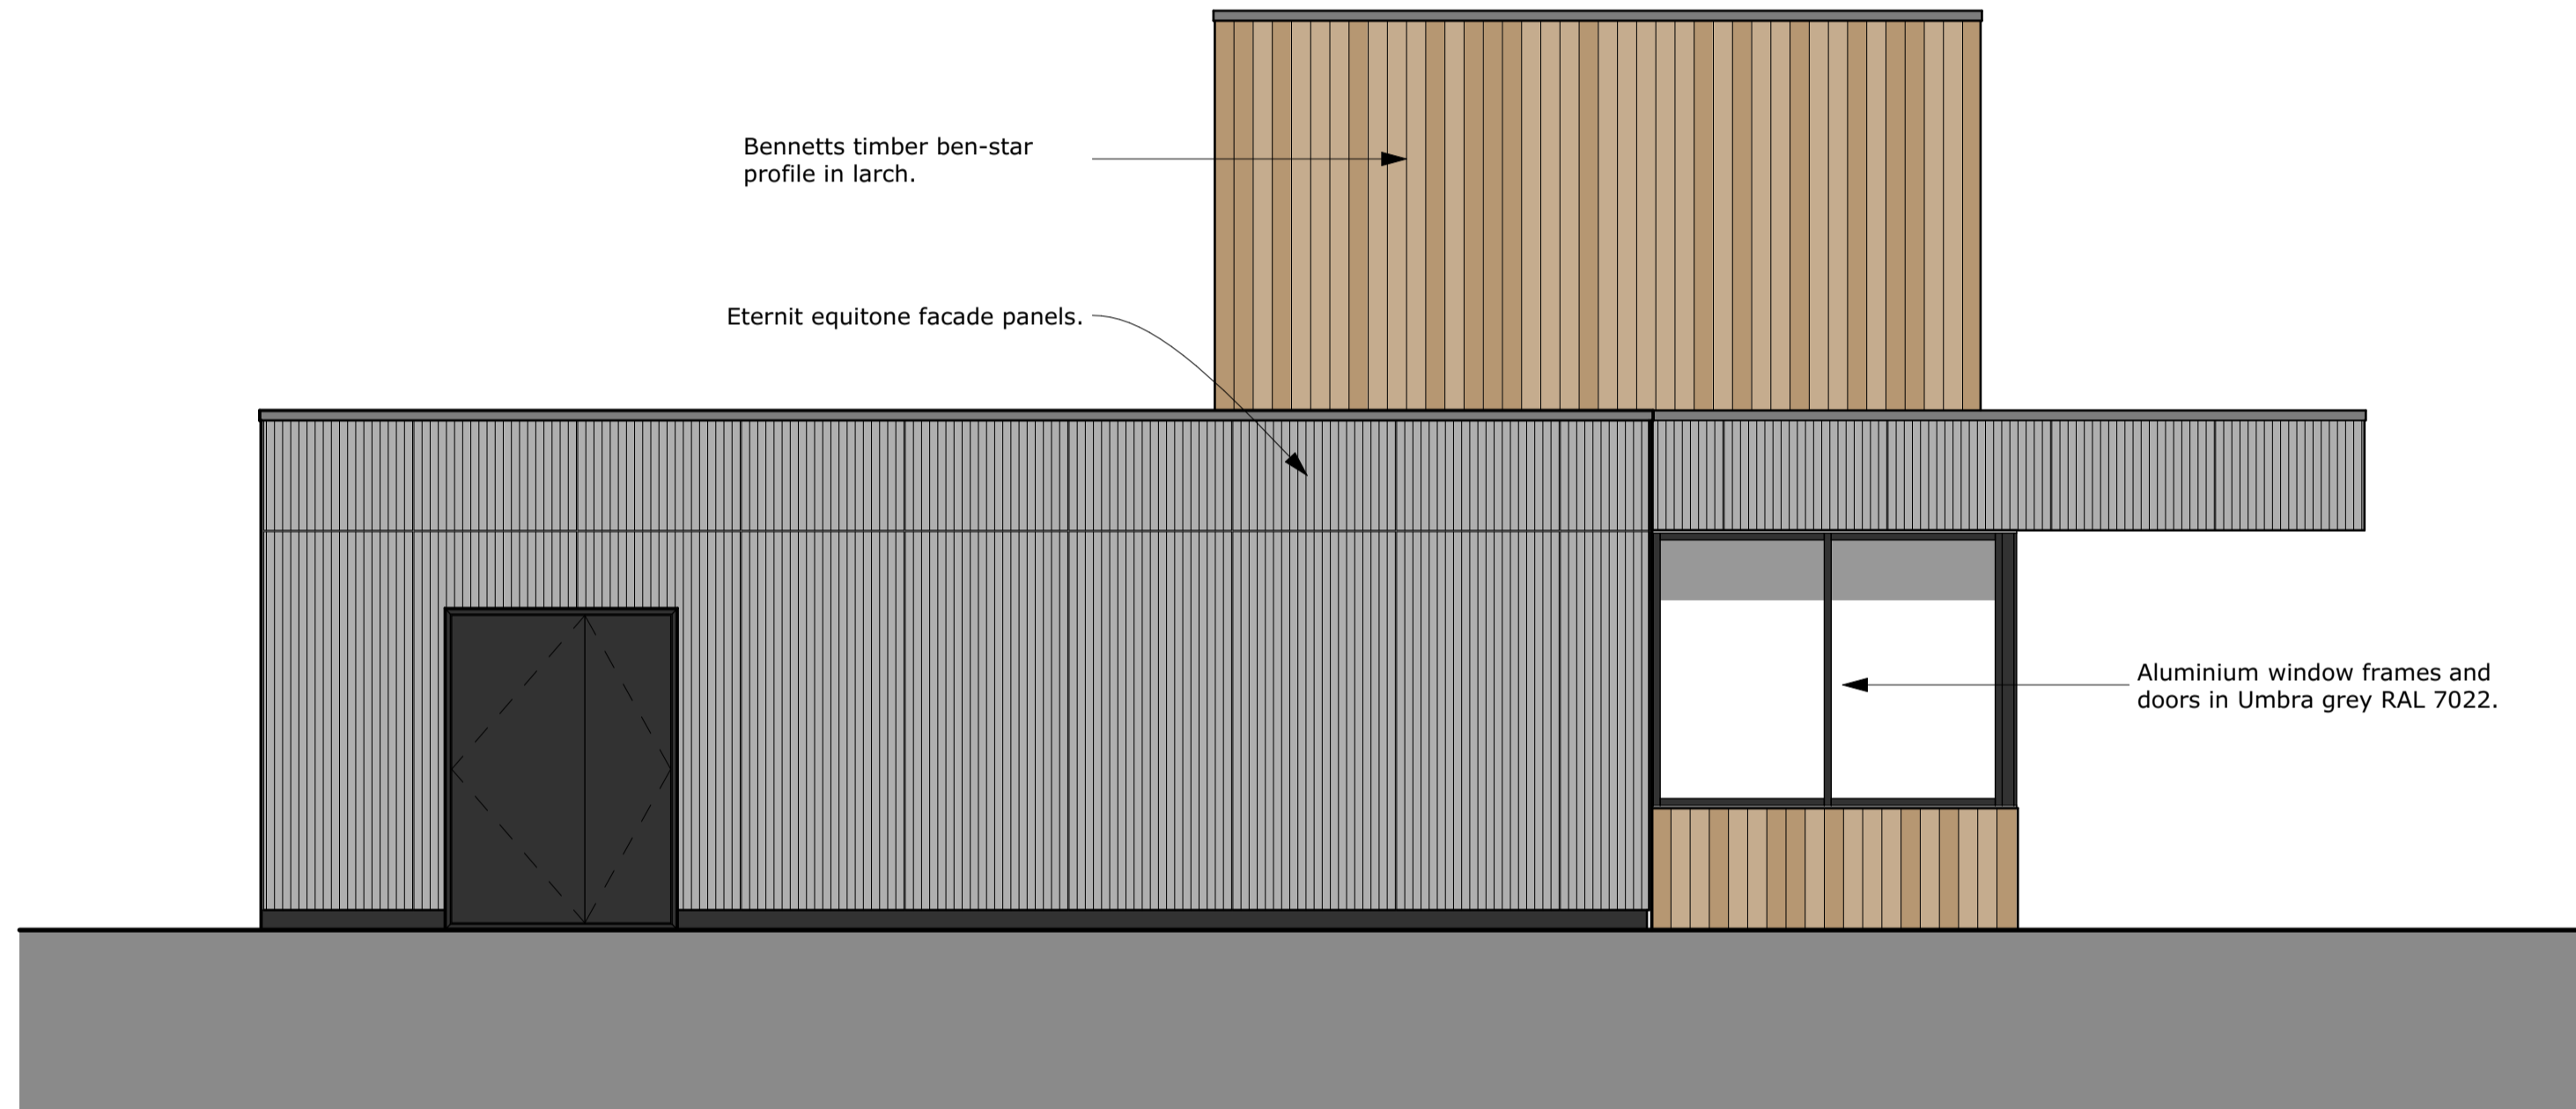 Bennetts timber ben-star
profile in larch.
Eternit equitone facade panels.
Aluminium window frames and
doors in Umbra grey RAL 7022.